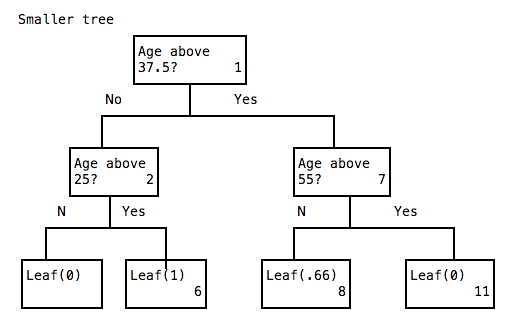 Smaller tree
Age above
37.5? 1
No Yes
Age above
25? 2
Age above
55? 7
N Yes
N Yes
Leaf(0)
Leaf(1)
6
Leaf(.66)
8
Leaf(0)
11